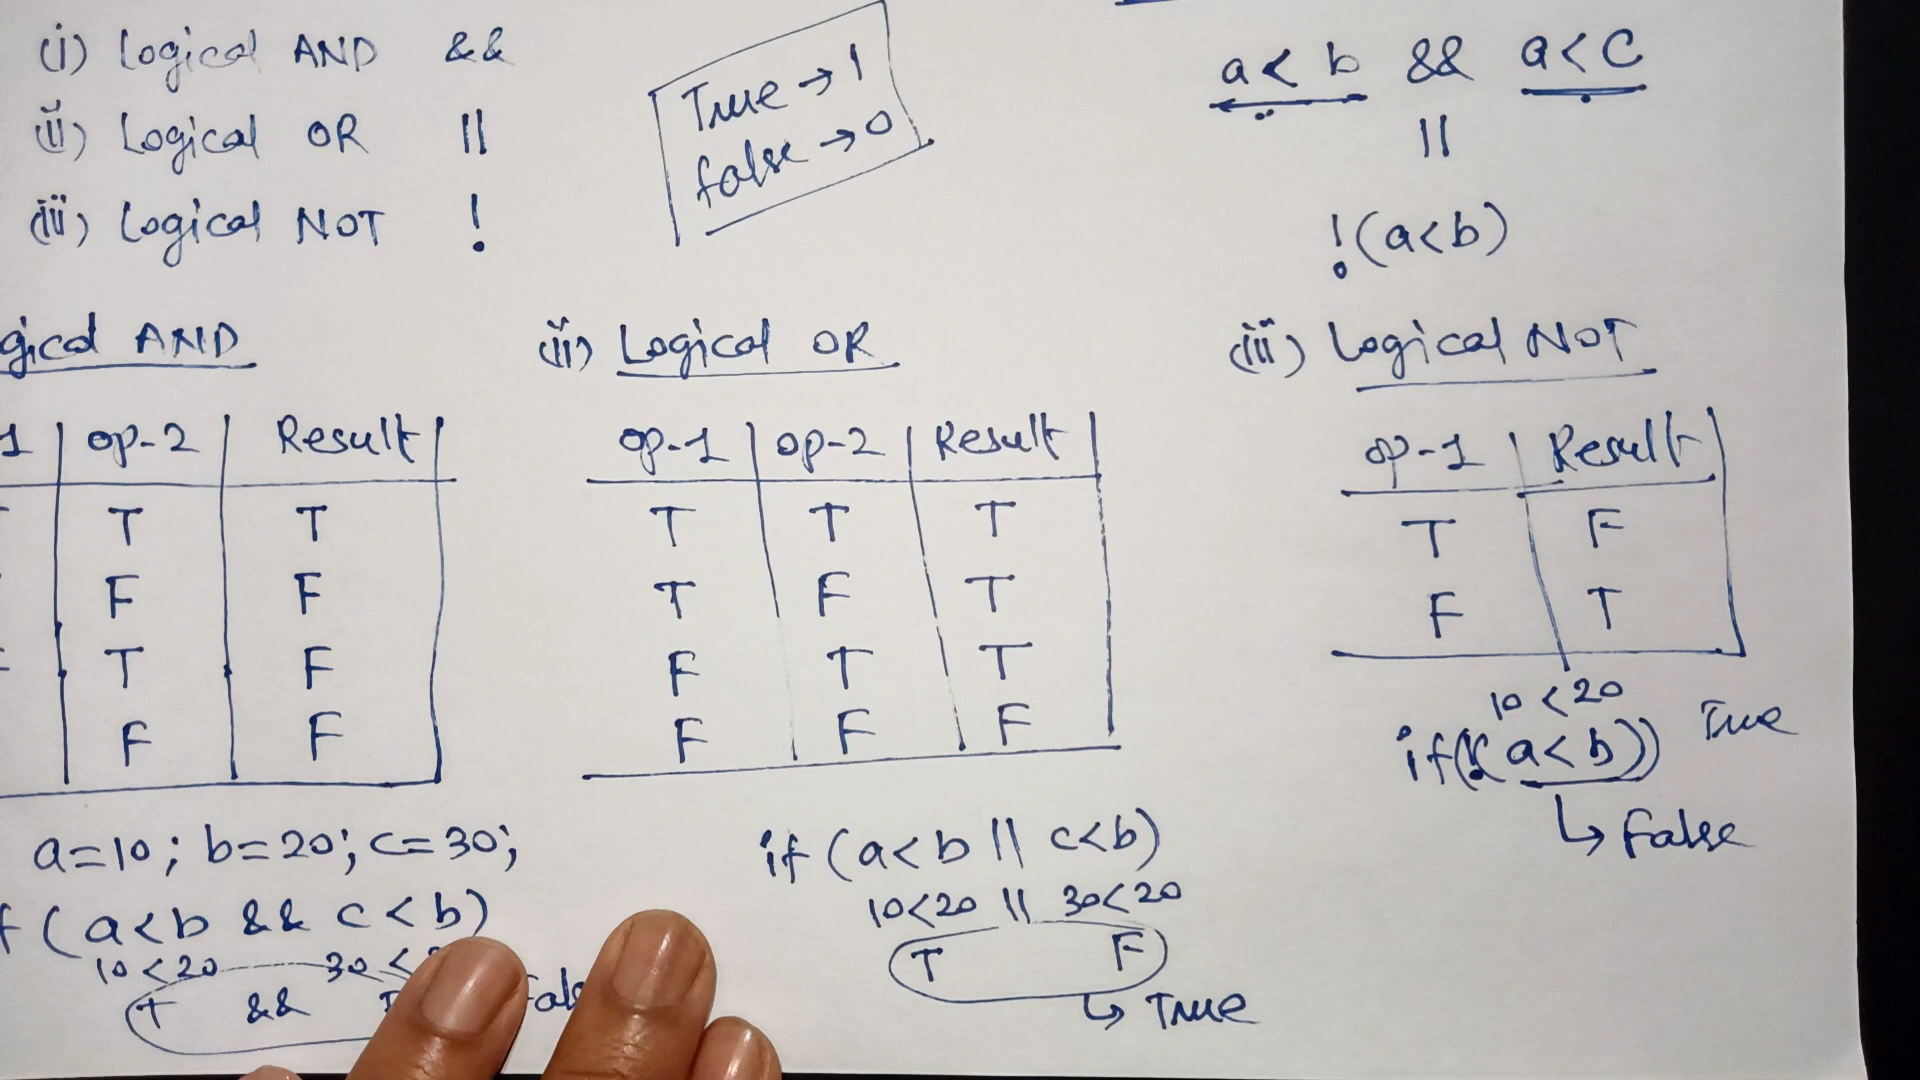 (i) Logical AND &&
(ii) Logical OR ||
(iii) Logical NOT !
True → 1
false → 0
a < b && a < C
||
!(a<b)
gical AND
1 op-2 Result
T T
F F
T F
F F
a=10; b=20; c=30;
f (a<b && c<b)
10<20 30<
T &&
(ii) Logical OR
op-1 op-2 Result
T T T
T F T
F T T
F F F
if (a<b || c<b)
10<20 || 30<20
T F
↳ True
(iii) Logical NOT
op-1 Result
T F
F T
10<20
if(!(a<b)) True
↳ false